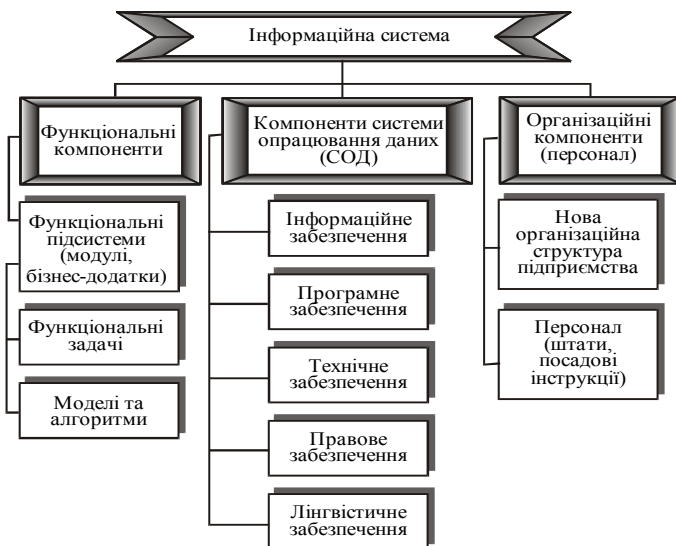 Інформаційна система
Функціональні
компоненти
Функціональні
підсистеми
(модулі,
бізнес-додатки)
Функціональні
задачі
Моделі та
алгоритми
Компоненти системи
опрацювання даних
(СОД)
Інформаційне
забезпечення
Програмне
забезпечення
Технічне
забезпечення
Правове
забезпечення
Лінгвістичне
забезпечення
Організаційні
компоненти
(персонал)
Нова
організаційна
структура
підприємства
Персонал
(штати,
посадові
інструкції)